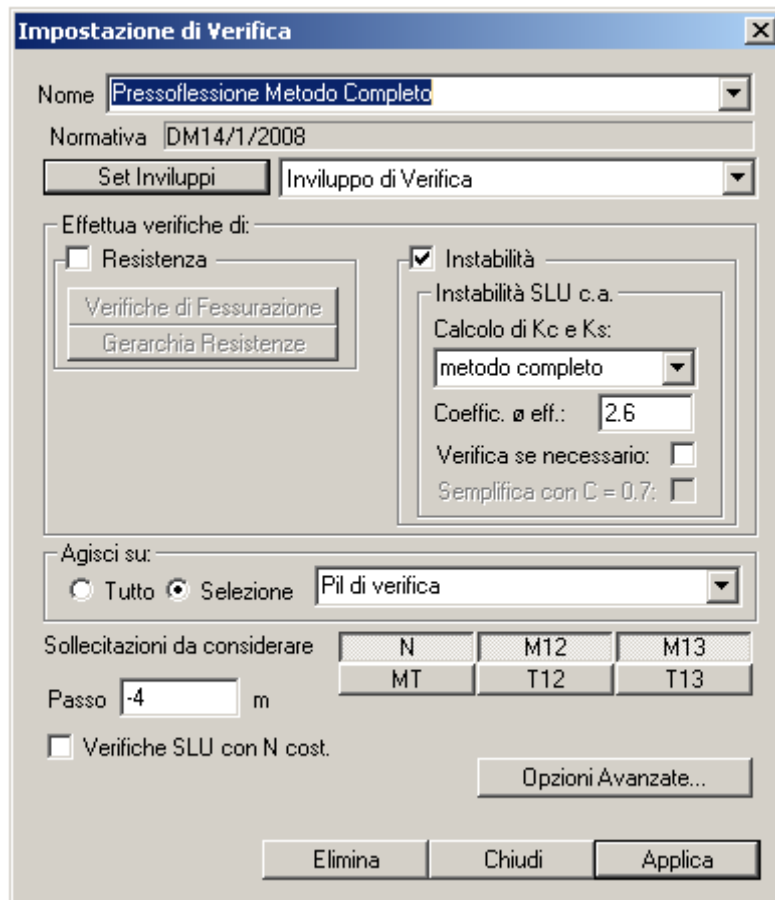 Impostazione di Verifica
Nome Pressoflessione Metodo Completo
Normativa DM14/1/2008
Set Inviluppi Inviluppo di Verifica
Effettua verifiche di:
Resistenza
Verifiche di Fessurazione
Gerarchia Resistenze
Instabilità
Instabilità SLU c.a.
Calcolo di Kc e Ks:
metodo completo
Coeffic. ø eff.: 2.6
Verifica se necessario:
Semplifica con C = 0.7:
Agisci su:
Tutto Selezione Pil di verifica
Sollecitazioni da considerare N M12 M13
MT T12 T13
Passo -4 m
Verifiche SLU con N cost.
Opzioni Avanzate...
Elimina Chiudi Applica